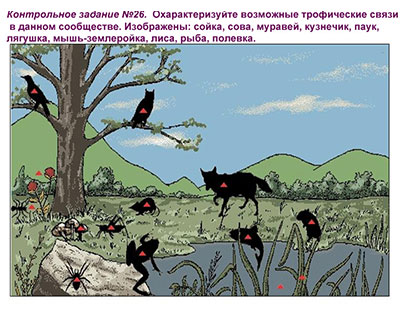 Контрольное задание №26. Охарактеризуйте возможные трофические связи
в данном сообществе. Изображены: сойка, сова, муравей, кузнечик, паук,
лягушка, мышь-землеройка, лиса, рыба, полевка.